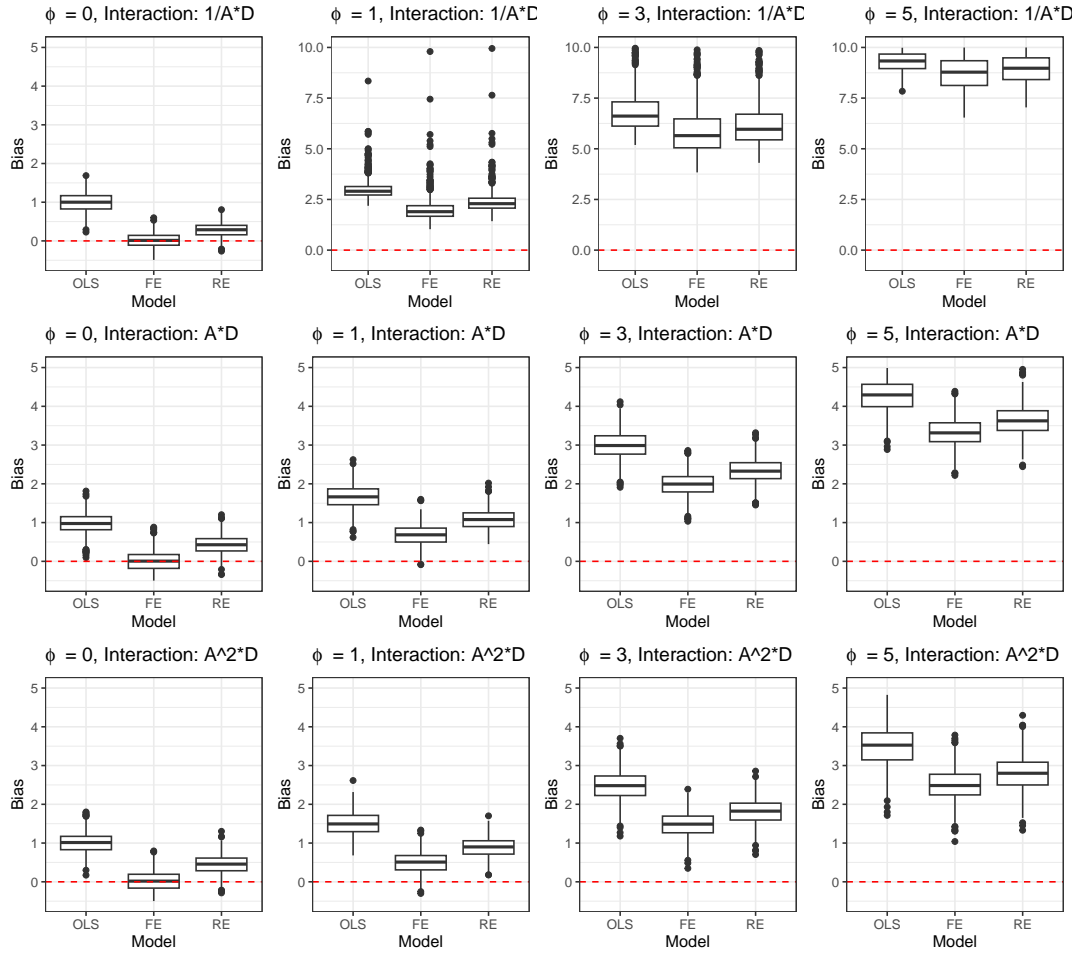 ϕ = 0, Interaction: 1/A*D
ϕ = 1, Interaction: 1/A*D
ϕ = 3, Interaction: 1/A*D
ϕ = 5, Interaction: 1/A*D
Bias
5
4
3
2
1
0
OLS FE RE
Model
Bias
10.0
7.5
5.0
2.5
0.0
OLS FE RE
Model
Bias
10.0
7.5
5.0
2.5
0.0
OLS FE RE
Model
Bias
10.0
7.5
5.0
2.5
0.0
OLS FE RE
Model
ϕ = 0, Interaction: A*D
ϕ = 1, Interaction: A*D
ϕ = 3, Interaction: A*D
ϕ = 5, Interaction: A*D
Bias
5
4
3
2
1
0
OLS FE RE
Model
Bias
5
4
3
2
1
0
OLS FE RE
Model
Bias
5
4
3
2
1
0
OLS FE RE
Model
Bias
5
4
3
2
1
0
OLS FE RE
Model
ϕ = 0, Interaction: A^2*D
ϕ = 1, Interaction: A^2*D
ϕ = 3, Interaction: A^2*D
ϕ = 5, Interaction: A^2*D
Bias
5
4
3
2
1
0
OLS FE RE
Model
Bias
5
4
3
2
1
0
OLS FE RE
Model
Bias
5
4
3
2
1
0
OLS FE RE
Model
Bias
5
4
3
2
1
0
OLS FE RE
Model